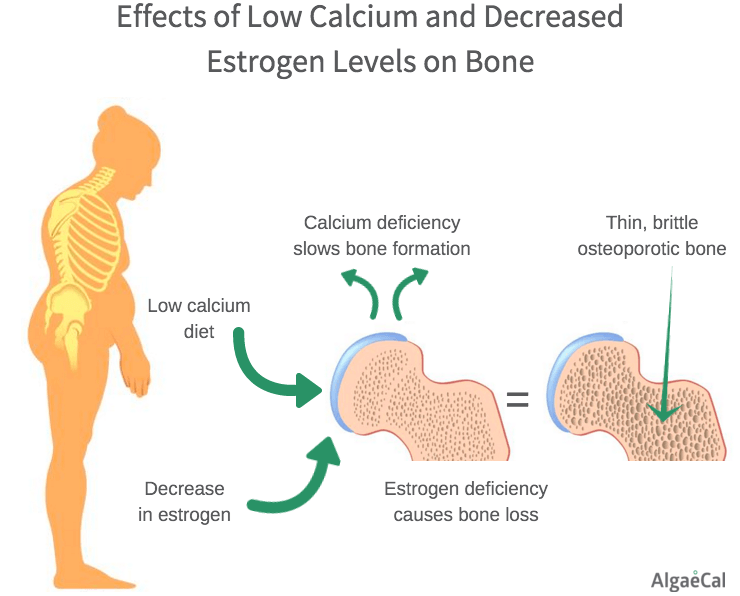 Effects of Low Calcium and Decreased
Estrogen Levels on Bone
Calcium deficiency
slows bone formation
Thin, brittle
osteoporotic bone
Low calcium
diet
=
Decrease
in estrogen
Estrogen deficiency
causes bone loss
AlgaeCal